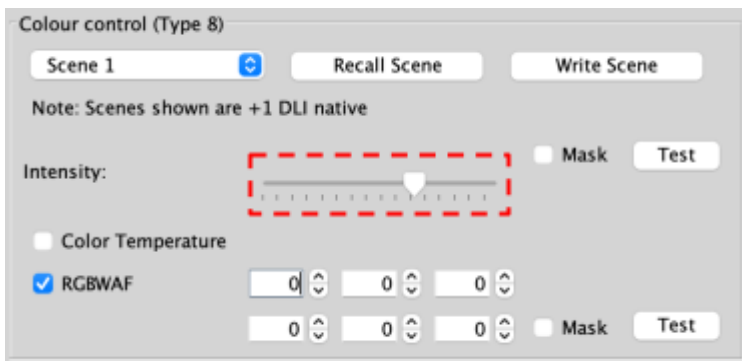 Colour control (Type 8)
Scene 1 Recall Scene Write Scene
Note: Scenes shown are +1 DLI native
Mask Test
Intensity:
Color Temperature
RGBWAF 0 0 0
0 0 0 Mask Test